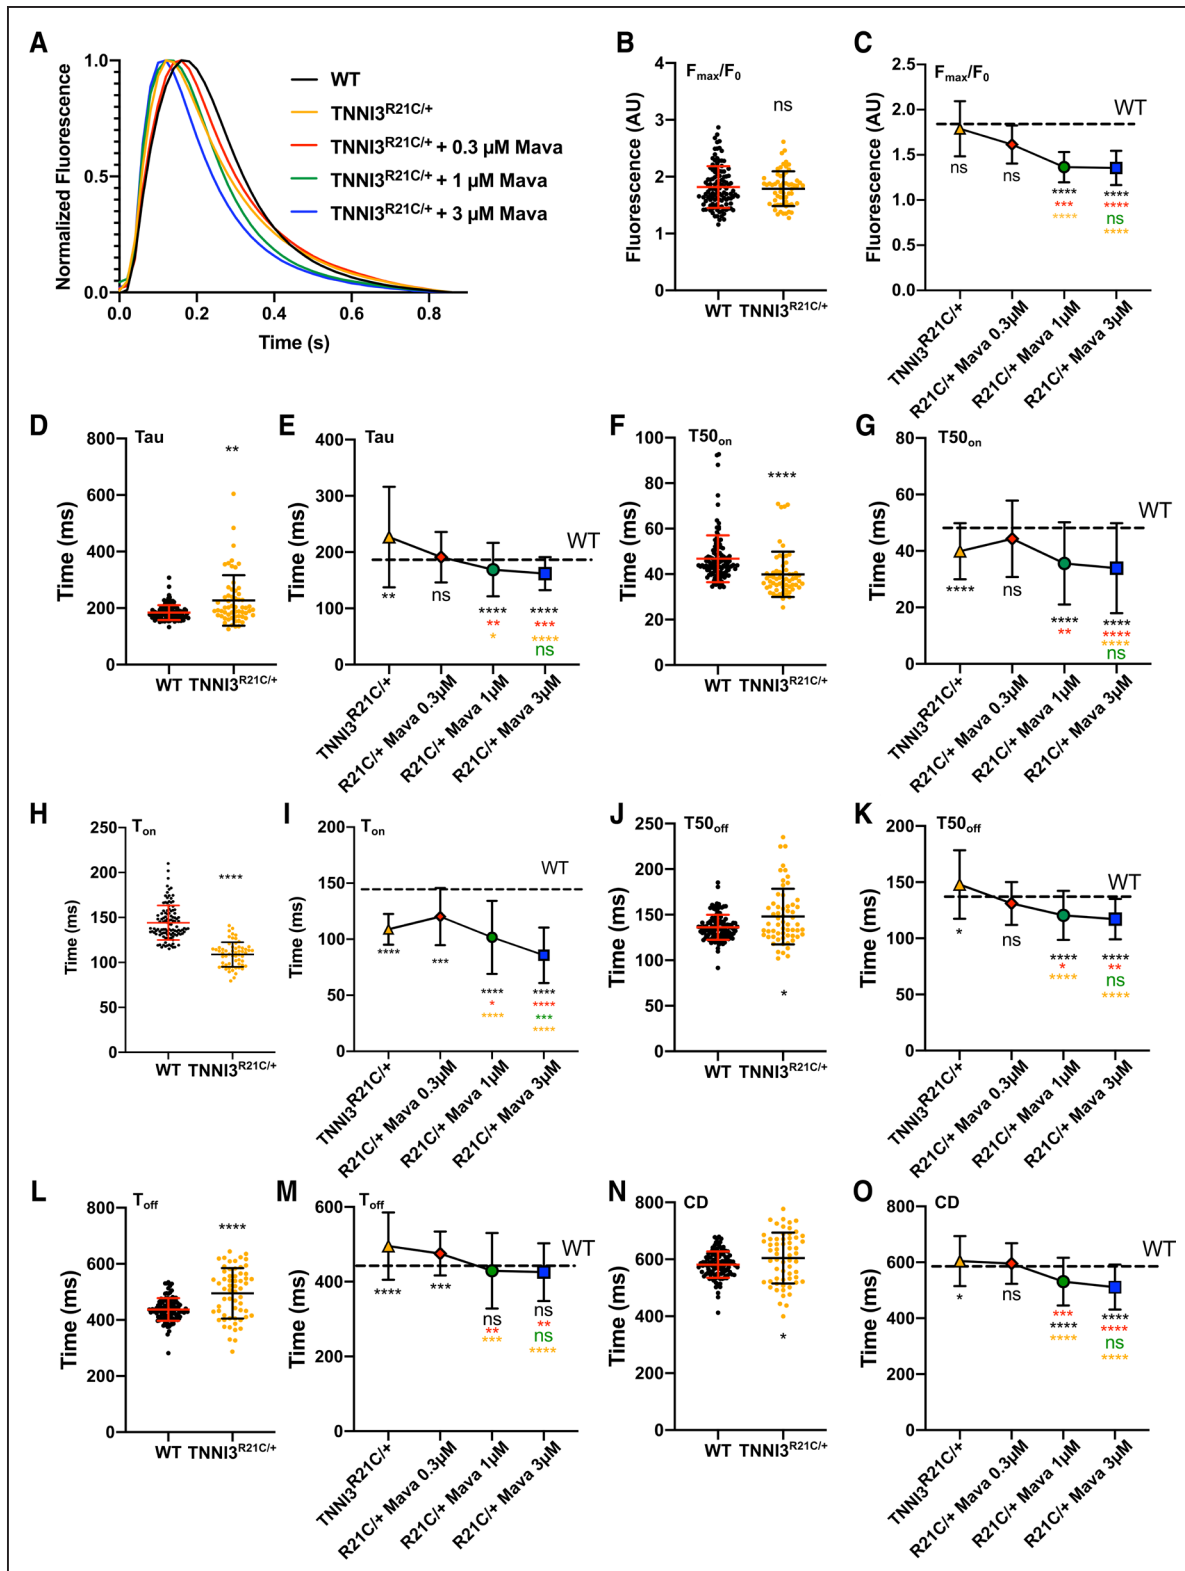 A
1.0
0.5
0.0
Normalized Fluorescence
0.0 0.2 0.4 0.6 0.8
Time (s)
WT
TNNI3R21C/+
TNNI3R21C/+ + 0.3 µM Mava
TNNI3R21C/+ + 1 µM Mava
TNNI3R21C/+ + 3 µM Mava
B
Fmax/F0
ns
4
3
2
1
0
Fluorescence (AU)
WT TNNI3R21C/+
C
Fmax/F0
WT
2.5
2.0
1.5
1.0
0.5
0.0
Fluorescence (AU)
ns
ns
****
***
****
****
****
ns
****
TNNI3R21C/+
R21C/+ Mava 0.3µM
R21C/+ Mava 1µM
R21C/+ Mava 3µM
D
Tau
**
800
600
400
200
0
Time (ms)
WT TNNI3R21C/+
E
Tau
WT
400
300
200
100
0
Time (ms)
**
ns
****
**
*
****
***
****
ns
TNNI3R21C/+
R21C/+ Mava 0.3µM
R21C/+ Mava 1µM
R21C/+ Mava 3µM
F
T50on
****
100
80
60
40
20
0
Time (ms)
WT TNNI3R21C/+
G
T50on
WT
80
60
40
20
0
Time (ms)
****
ns
****
**
****
****
****
ns
TNNI3R21C/+
R21C/+ Mava 0.3µM
R21C/+ Mava 1µM
R21C/+ Mava 3µM
H
Ton
****
250
200
150
100
50
0
Time (ms)
WT TNNI3R21C/+
I
Ton
WT
200
150
100
50
0
Time (ms)
****
***
****
*
****
****
****
***
****
TNNI3R21C/+
R21C/+ Mava 0.3µM
R21C/+ Mava 1µM
R21C/+ Mava 3µM
J
T50off
*
250
200
150
100
50
0
Time (ms)
WT TNNI3R21C/+
K
T50off
WT
200
150
100
50
0
Time (ms)
*
ns
****
*
****
****
**
ns
****
TNNI3R21C/+
R21C/+ Mava 0.3µM
R21C/+ Mava 1µM
R21C/+ Mava 3µM
L
Toff
****
800
600
400
200
0
Time (ms)
WT TNNI3R21C/+
M
Toff
WT
600
400
200
0
Time (ms)
****
***
ns
**
***
ns
**
ns
****
TNNI3R21C/+
R21C/+ Mava 0.3µM
R21C/+ Mava 1µM
R21C/+ Mava 3µM
N
CD
*
800
600
400
200
0
Time (ms)
WT TNNI3R21C/+
O
CD
WT
800
600
400
200
0
Time (ms)
*
ns
***
****
****
****
****
ns
****
TNNI3R21C/+
R21C/+ Mava 0.3µM
R21C/+ Mava 1µM
R21C/+ Mava 3µM